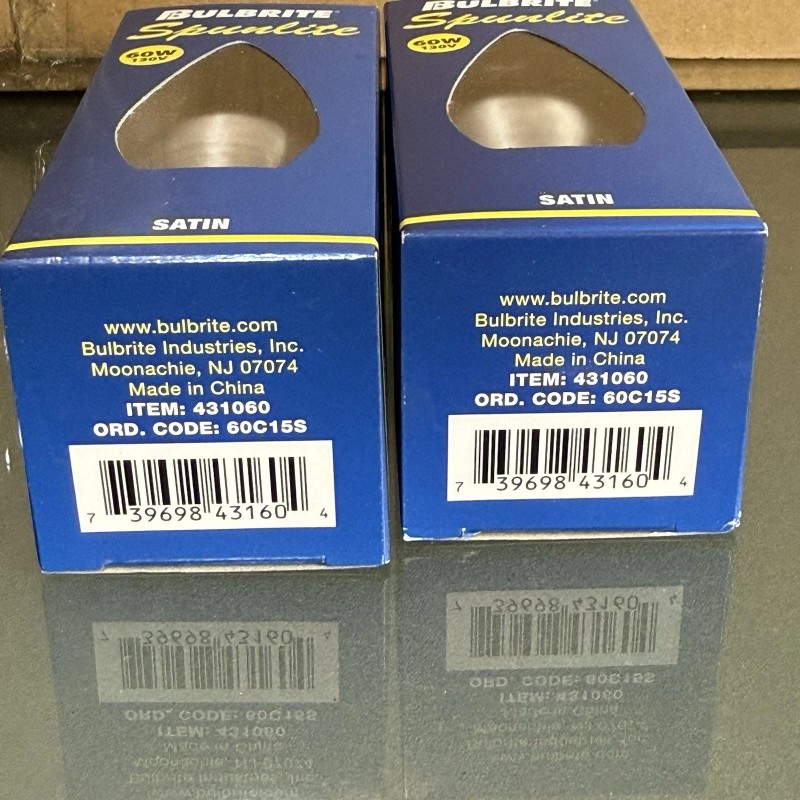 BULBRITE
Spunlite
60W
130V
SATIN
www.bulbrite.com
Bulbrite Industries, Inc.
Moonachie, NJ 07074
Made in China
ITEM: 431060
ORD. CODE: 60C15S
7 39698 43160 4
BULBRITE
Spunlite
60W
130V
SATIN
www.bulbrite.com
Bulbrite Industries, Inc.
Moonachie, NJ 07074
Made in China
ITEM: 431060
ORD. CODE: 60C15S
7 39698 43160 4